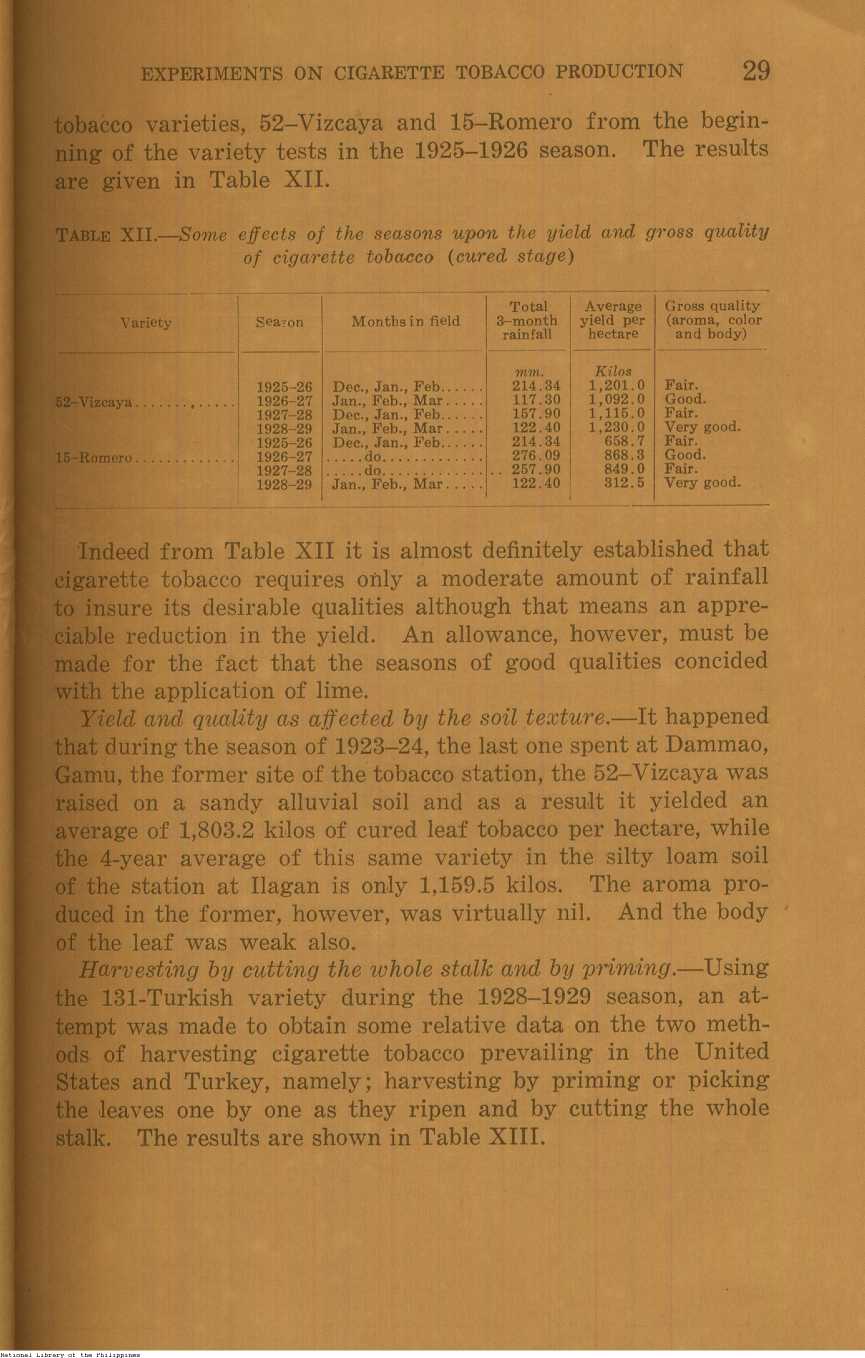 EXPERIMENTS ON CIGARETTE TOBACCO PRODUCTION 29
tobacco varieties, 52–Vizcaya and 15–Romero from the begin-
ning of the variety tests in the 1925–1926 season. The results
are given in Table XII.
TABLE XII.—Some effects of the seasons upon the yield and gross quality
of cigarette tobacco (cured stage)
Variety | Season | Months in field | Total 3–month rainfall | Average yield per hectare | Gross quality (aroma, color and body)
mm. Kilos
1925–26 Dec., Jan., Feb...... 214.34 1,201.0 Fair.
52–Vizcaya.......,..... 1926–27 Jan., Feb., Mar..... 117.30 1,092.0 Good.
1927–28 Dec., Jan., Feb...... 157.90 1,115.0 Fair.
1928–29 Jan., Feb., Mar..... 122.40 1,230.0 Very good.
1925–26 Dec., Jan., Feb...... 214.34 658.7 Fair.
15–Romero............. 1926–27 .....do............. 276.09 868.3 Good.
1927–28 .....do............. .. 257.90 849.0 Fair.
1928–29 Jan., Feb., Mar..... 122.40 312.5 Very good.
Indeed from Table XII it is almost definitely established that
cigarette tobacco requires only a moderate amount of rainfall
to insure its desirable qualities although that means an appre-
ciable reduction in the yield. An allowance, however, must be
made for the fact that the seasons of good qualities concided
with the application of lime.
Yield and quality as affected by the soil texture.—It happened
that during the season of 1923–24, the last one spent at Dammao,
Gamu, the former site of the tobacco station, the 52–Vizcaya was
raised on a sandy alluvial soil and as a result it yielded an
average of 1,803.2 kilos of cured leaf tobacco per hectare, while
the 4-year average of this same variety in the silty loam soil
of the station at Ilagan is only 1,159.5 kilos. The aroma pro-
duced in the former, however, was virtually nil. And the body
of the leaf was weak also.
Harvesting by cutting the whole stalk and by priming.—Using
the 131-Turkish variety during the 1928–1929 season, an at-
tempt was made to obtain some relative data on the two meth-
ods of harvesting cigarette tobacco prevailing in the United
States and Turkey, namely; harvesting by priming or picking
the leaves one by one as they ripen and by cutting the whole
stalk. The results are shown in Table XIII.
National Library of the Philippines